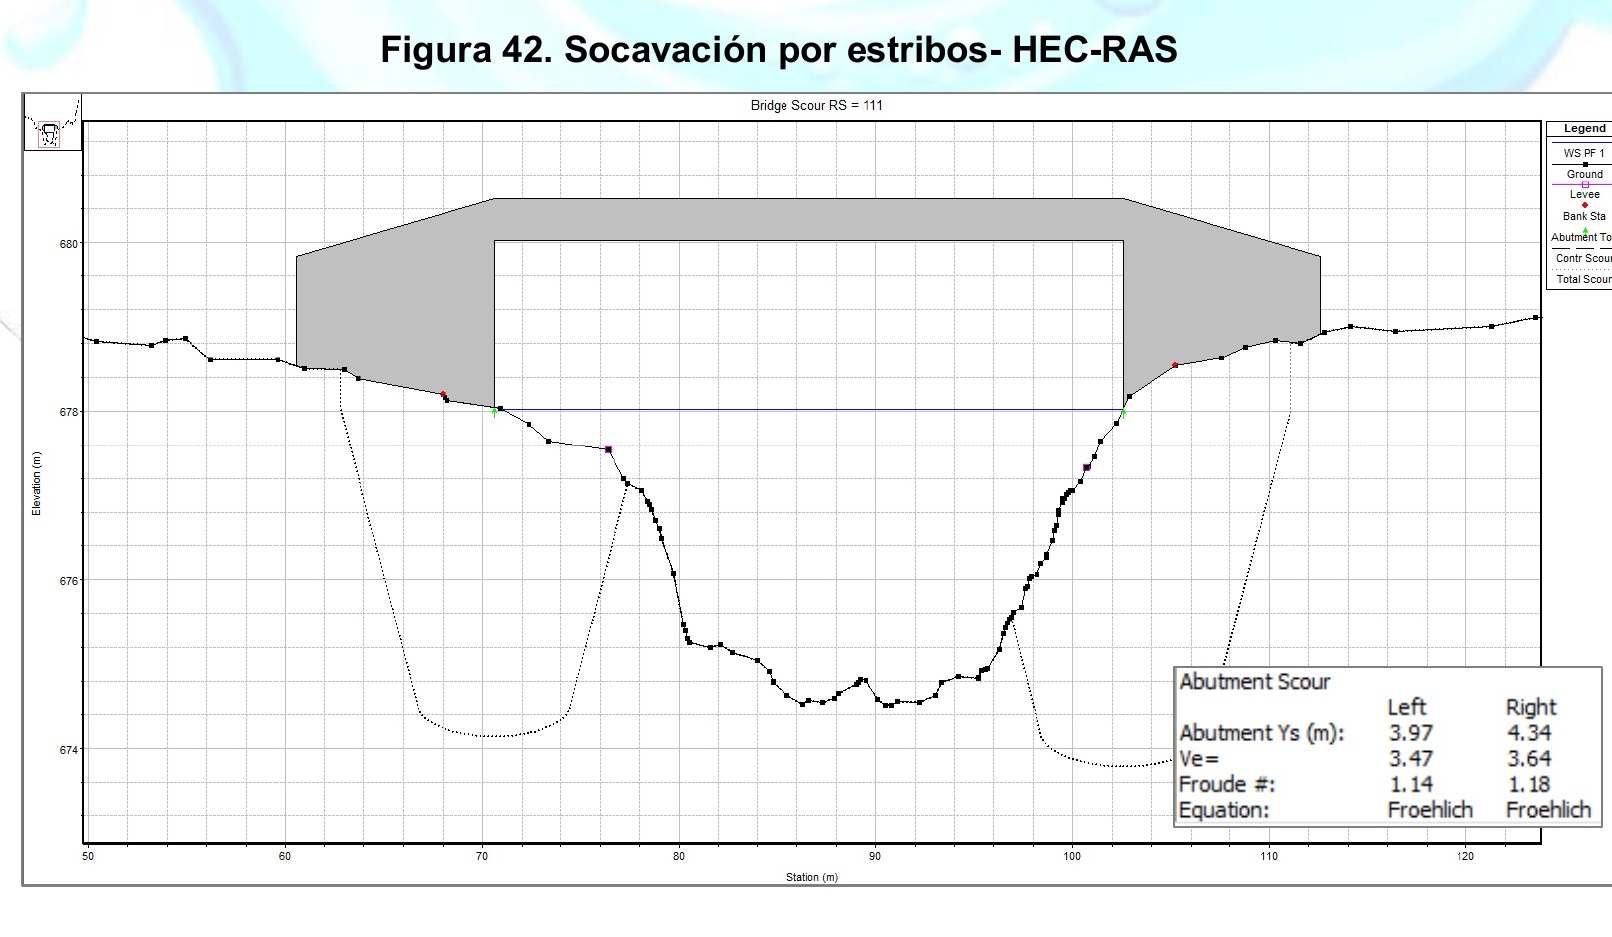 Figura 42. Socavación por estribos- HEC-RAS
Bridge Scour RS = 111
Legend
WS PF 1
Ground
Levee
Bank Sta
Abutment To
Contr Scour
Total Scour
Elevation (m)
680
678
676
674
50 60 70 80 90 100 110 120
Station (m)
Abutment Scour
Left Right
Abutment Ys (m): 3.97 4.34
Ve= 3.47 3.64
Froude #: 1.14 1.18
Equation: Froehlich Froehlich